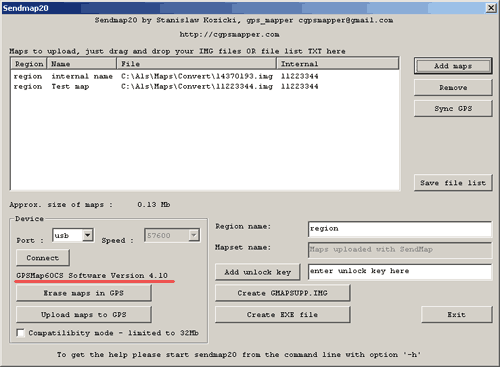 Sendmap20
Sendmap20 by Stanislaw Kozicki, gps_mapper cgpsmapper@gmail.com
http://cgpsmapper.com
Maps to upload, just drag and drop your IMG files OR file list TXT here
Region Name File Internal
region internal name C:\Als\Maps\Convert\14370193.img 11223344
region Test map C:\Als\Maps\Convert\11223344.img 11223344
Add maps
Remove
Sync GPS
Save file list
Approx. size of maps : 0.13 Mb
Device
Port : usb Speed : 57600
Connect
GPSMap60CS Software Version 4.10
Erase maps in GPS
Upload maps to GPS
Compatilibity mode - limited to 32Mb
Region name: region
Mapset name: Maps uploaded with SendMap
Add unlock key enter unlock key here
Create GMAPSUPP.IMG
Create EXE file
Exit
To get the help please start sendmap20 from the command line with option '-h'